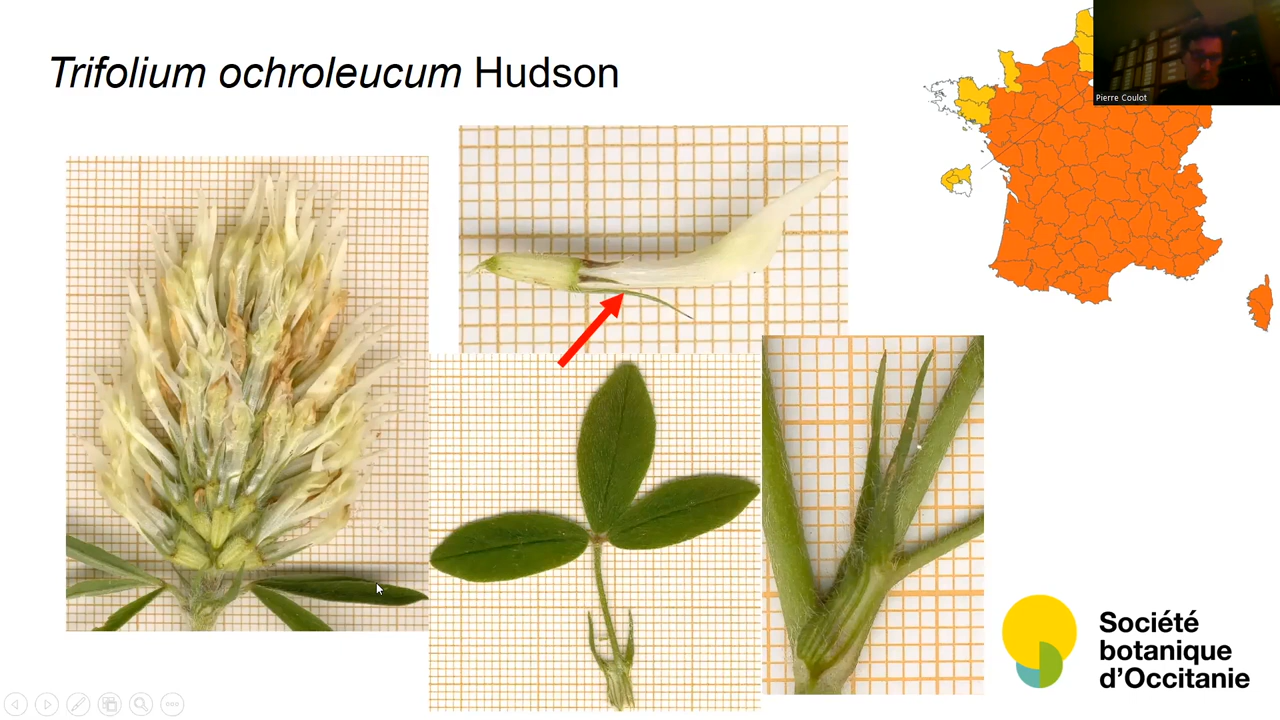 Trifolium ochroleucum Hudson
Pierre Coulot
Société
botanique
d'Occitanie